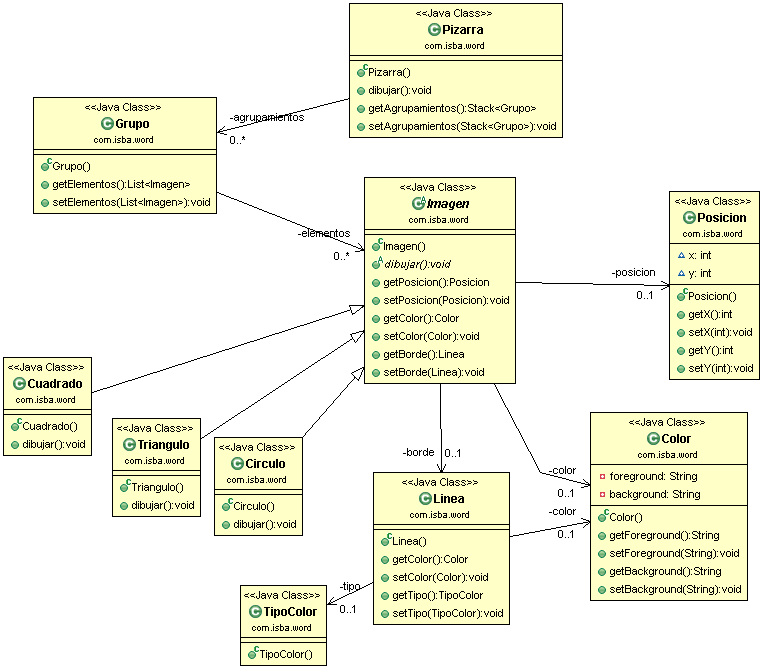 <<Java Class>>
Pizarra
com.isba.word
Pizarra()
dibujar():void
getAgrupamientos():Stack<Grupo>
setAgrupamientos(Stack<Grupo>):void
-agrupamientos
0..*
<<Java Class>>
Grupo
com.isba.word
Grupo()
getElementos():List<Imagen>
setElementos(List<Imagen>):void
-elementos
0..*
<<Java Class>>
Imagen
com.isba.word
Imagen()
dibujar():void
getPosicion():Posicion
setPosicion(Posicion):void
getColor():Color
setColor(Color):void
getBorde():Linea
setBorde(Linea):void
-posicion
0..1
<<Java Class>>
Posicion
com.isba.word
x: int
y: int
Posicion()
getX():int
setX(int):void
getY():int
setY(int):void
<<Java Class>>
Cuadrado
com.isba.word
Cuadrado()
dibujar():void
<<Java Class>>
Triangulo
com.isba.word
Triangulo()
dibujar():void
<<Java Class>>
Circulo
com.isba.word
Circulo()
dibujar():void
-borde
0..1
-color
0..1
<<Java Class>>
Linea
com.isba.word
Linea()
getColor():Color
setColor(Color):void
getTipo():TipoColor
setTipo(TipoColor):void
-color
0..1
<<Java Class>>
Color
com.isba.word
foreground: String
background: String
Color()
getForeground():String
setForeground(String):void
getBackground():String
setBackground(String):void
-tipo
0..1
<<Java Class>>
TipoColor
com.isba.word
TipoColor()